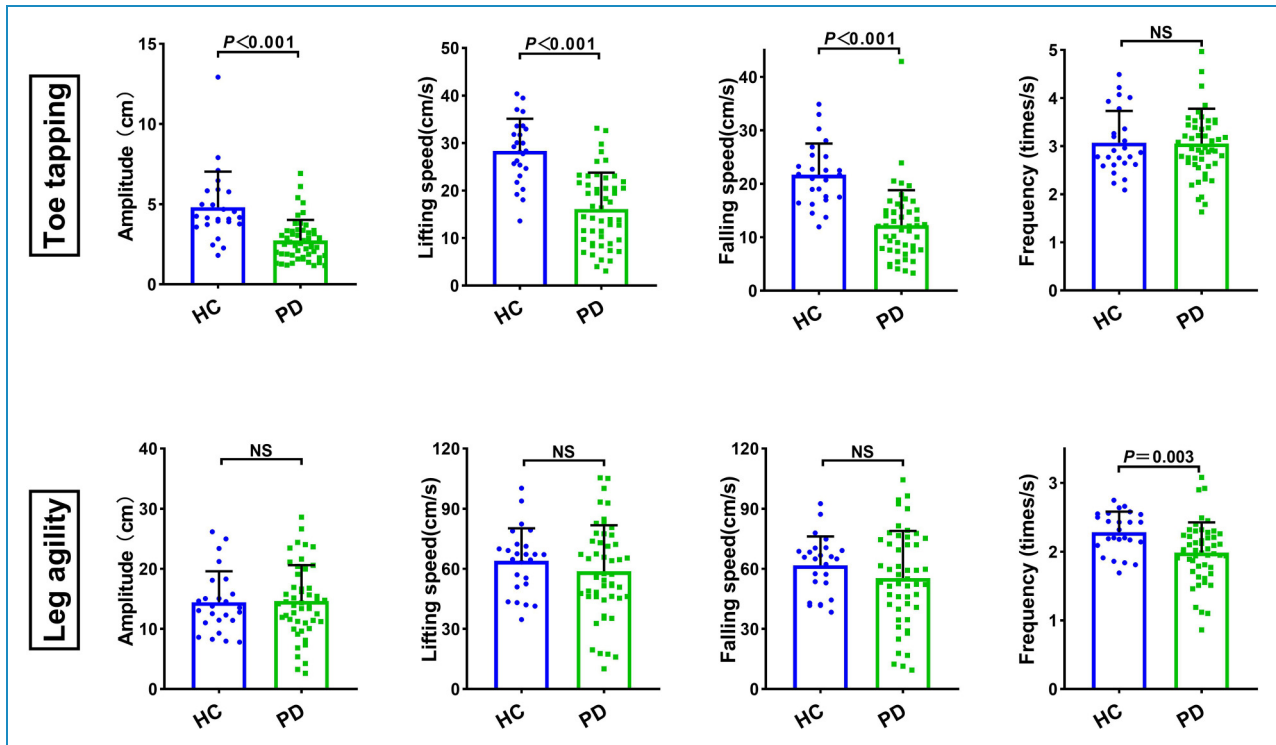 Toe tapping
Amplitude (cm)
15
10
5
0
P<0.001
HC
PD
Lifting speed(cm/s)
50
40
30
20
10
0
P<0.001
HC
PD
Falling speed(cm/s)
40
30
20
10
0
P<0.001
HC
PD
Frequency (times/s)
5
4
3
2
1
0
NS
HC
PD
Leg agility
Amplitude (cm)
40
30
20
10
0
NS
HC
PD
Lifting speed(cm/s)
120
90
60
30
0
NS
HC
PD
Falling speed(cm/s)
120
90
60
30
0
NS
HC
PD
Frequency (times/s)
3
2
1
0
P=0.003
HC
PD